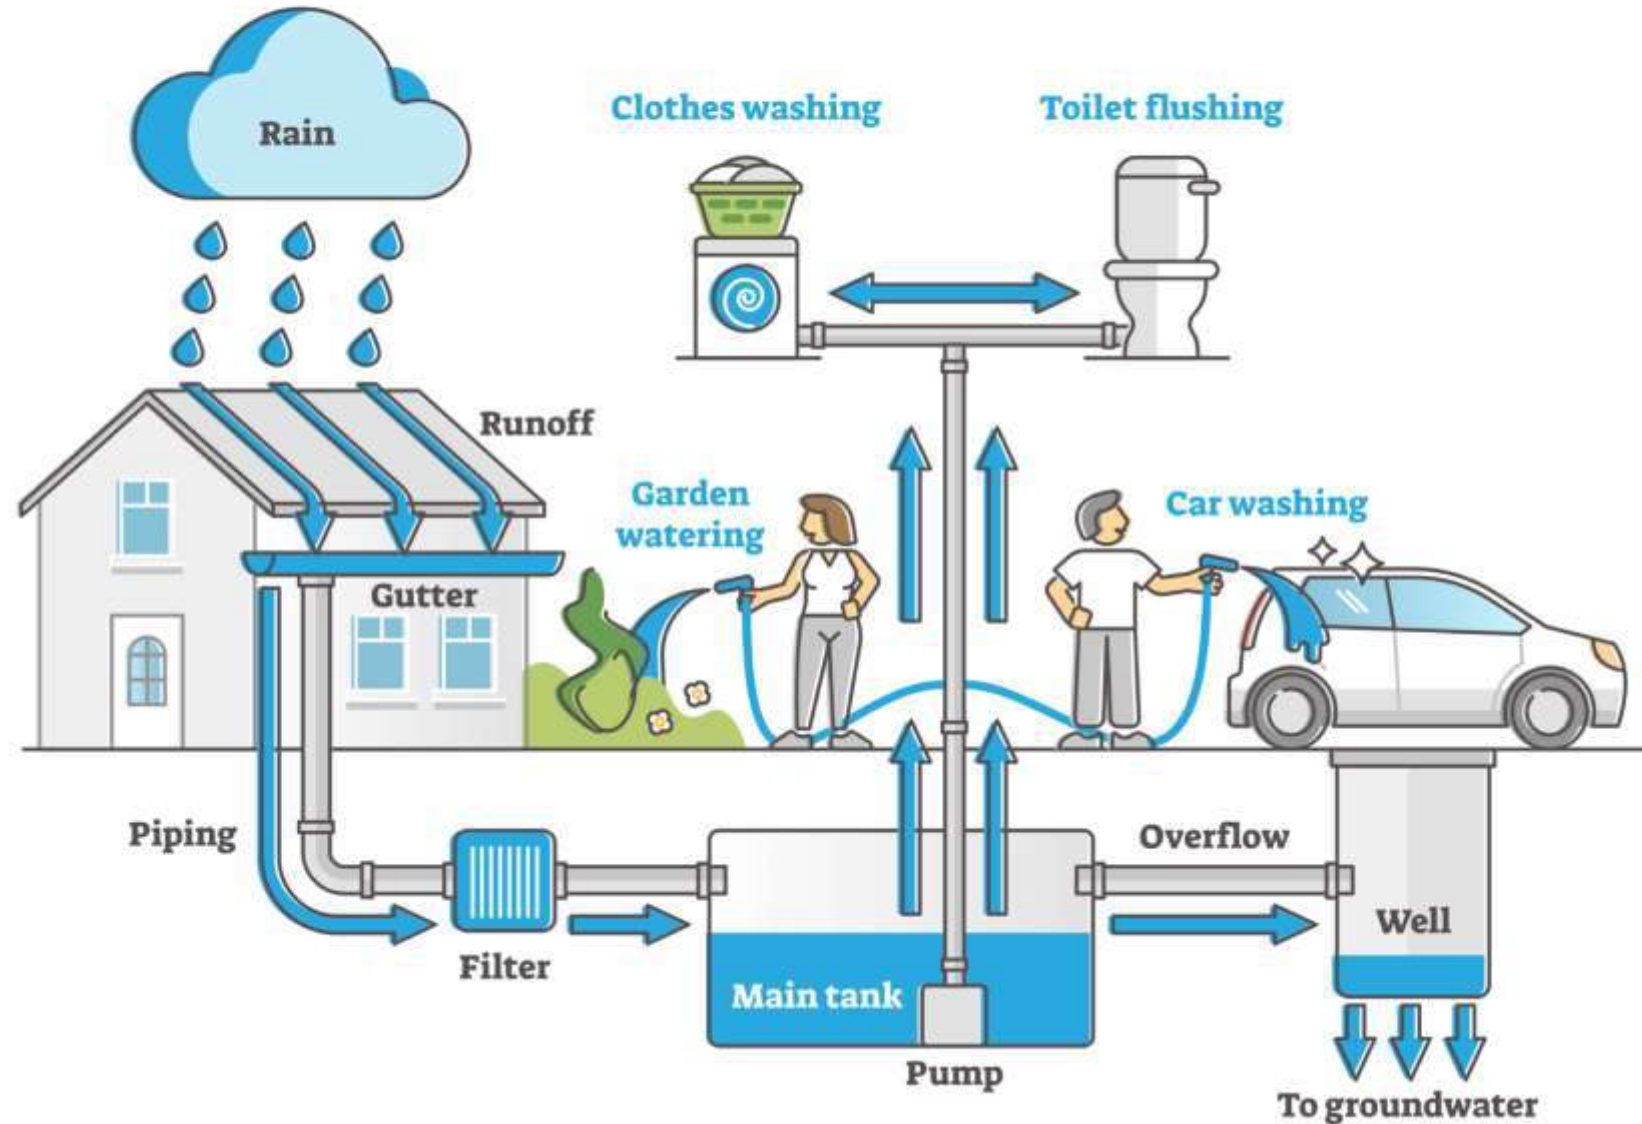 Rain
Clothes washing
Toilet flushing
Runoff
Garden
watering
Car washing
Gutter
Piping
Filter
Main tank
Pump
Overflow
Well
To groundwater